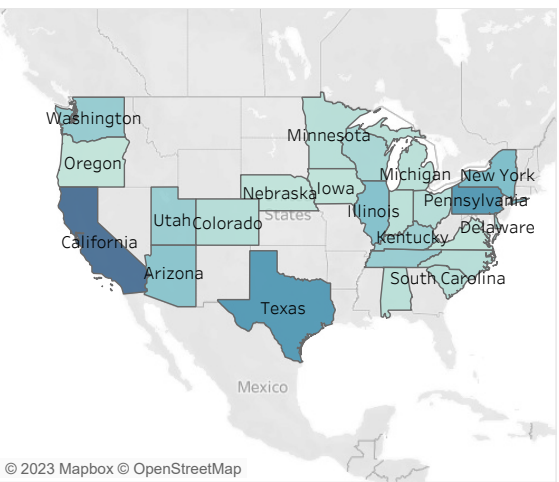 Washington
Minnesota
Oregon
Michigan
New York
Nebraska
Iowa
Pennsylvania
Utah
Colorado
States
Illinois
Delaware
California
Kentucky
Arizona
South Carolina
Texas
Mexico
© 2023 Mapbox © OpenStreetMap